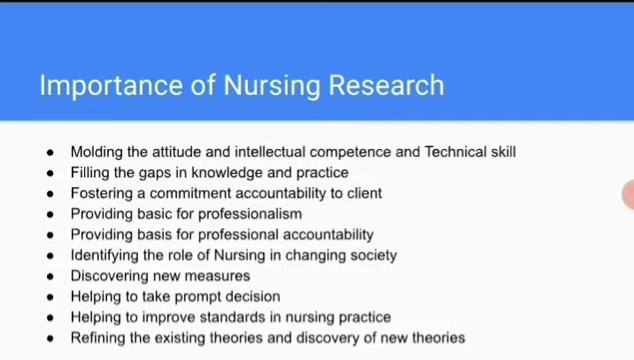 Importance of Nursing Research
● Molding the attitude and intellectual competence and Technical skill
● Filling the gaps in knowledge and practice
● Fostering a commitment accountability to client
● Providing basic for professionalism
● Providing basis for professional accountability
● Identifying the role of Nursing in changing society
● Discovering new measures
● Helping to take prompt decision
● Helping to improve standards in nursing practice
● Refining the existing theories and discovery of new theories